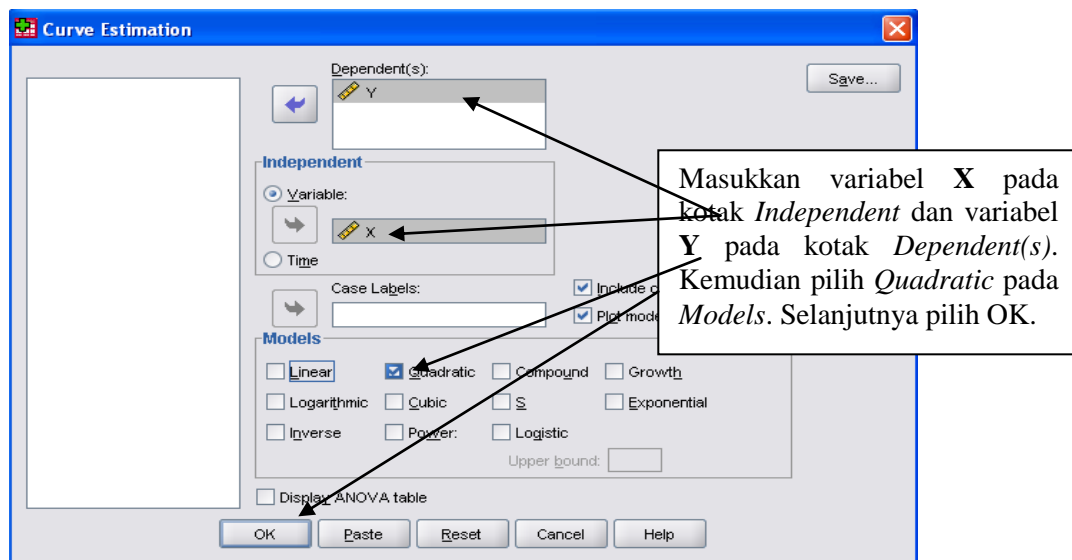 Curve Estimation
Dependent(s):
Y
Save...
Independent
Variable:
X
Time
Case Labels:
Include
Plot mode
Masukkan variabel X pada
kotak Independent dan variabel
Y pada kotak Dependent(s).
Kemudian pilih Quadratic pada
Models. Selanjutnya pilih OK.
Models
Linear Quadratic Compound Growth
Logarithmic Cubic S Exponential
Inverse Power: Logistic
Upper bound:
Display ANOVA table
OK Paste Reset Cancel Help